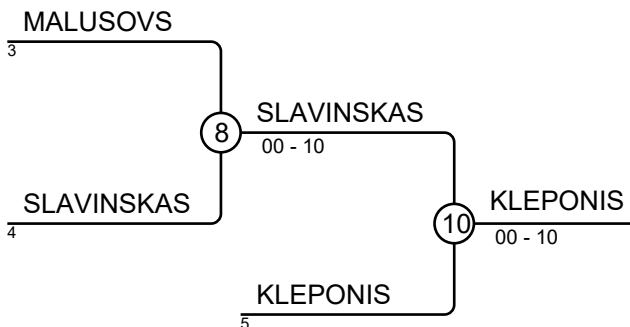 MALUSOVS
3
8
SLAVINSKAS
00 - 10
SLAVINSKAS
4
10
KLEPONIS
00 - 10
KLEPONIS
5